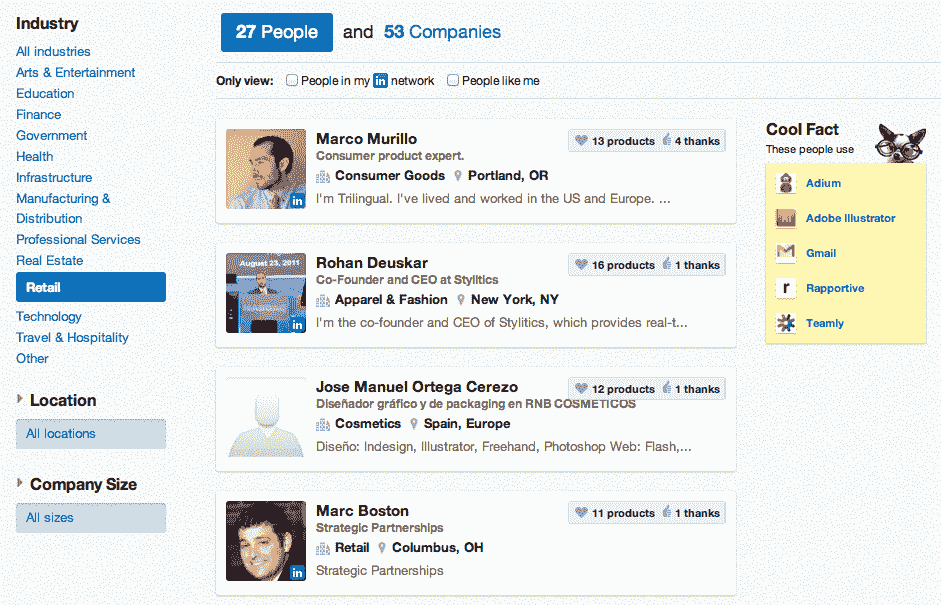 Industry
All industries
Arts & Entertainment
Education
Finance
Government
Health
Infrastructure
Manufacturing &
Distribution
Professional Services
Real Estate
Retail
Technology
Travel & Hospitality
Other
Location
All locations
Company Size
All sizes
27 People and 53 Companies
Only view: People in my in network People like me
Marco Murillo
13 products 4 thanks
Consumer product expert.
Consumer Goods Portland, OR
I'm Trilingual. I've lived and worked in the US and Europe. ...
in
August 23, 2011
Rohan Deuskar
16 products 1 thanks
Co-Founder and CEO at Stylitics
Apparel & Fashion New York, NY
I'm the co-founder and CEO of Stylitics, which provides real-t...
in
Jose Manuel Ortega Cerezo
12 products 1 thanks
Diseñador gráfico y de packaging en RNB COSMETICOS
Cosmetics Spain, Europe
Diseño: Indesign, Illustrator, Freehand, Photoshop Web: Flash,...
Marc Boston
11 products 1 thanks
Strategic Partnerships
Retail Columbus, OH
Strategic Partnerships
in
Cool Fact
These people use
Adium
Ai
Adobe Illustrator
Gmail
r
Rapportive
Teamly